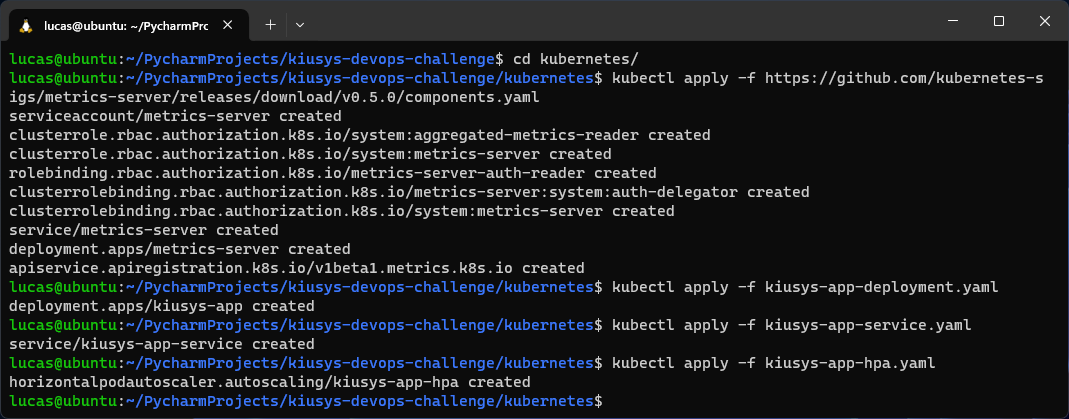 lucas@ubuntu: ~/PycharmPrc
lucas@ubuntu:~/PycharmProjects/kiusys-devops-challenge$ cd kubernetes/
lucas@ubuntu:~/PycharmProjects/kiusys-devops-challenge/kubernetes$ kubectl apply -f https://github.com/kubernetes-s
igs/metrics-server/releases/download/v0.5.0/components.yaml
serviceaccount/metrics-server created
clusterrole.rbac.authorization.k8s.io/system:aggregated-metrics-reader created
clusterrole.rbac.authorization.k8s.io/system:metrics-server created
rolebinding.rbac.authorization.k8s.io/metrics-server-auth-reader created
clusterrolebinding.rbac.authorization.k8s.io/metrics-server:system:auth-delegator created
clusterrolebinding.rbac.authorization.k8s.io/system:metrics-server created
service/metrics-server created
deployment.apps/metrics-server created
apiservice.apiregistration.k8s.io/v1beta1.metrics.k8s.io created
lucas@ubuntu:~/PycharmProjects/kiusys-devops-challenge/kubernetes$ kubectl apply -f kiusys-app-deployment.yaml
deployment.apps/kiusys-app created
lucas@ubuntu:~/PycharmProjects/kiusys-devops-challenge/kubernetes$ kubectl apply -f kiusys-app-service.yaml
service/kiusys-app-service created
lucas@ubuntu:~/PycharmProjects/kiusys-devops-challenge/kubernetes$ kubectl apply -f kiusys-app-hpa.yaml
horizontalpodautoscaler.autoscaling/kiusys-app-hpa created
lucas@ubuntu:~/PycharmProjects/kiusys-devops-challenge/kubernetes$